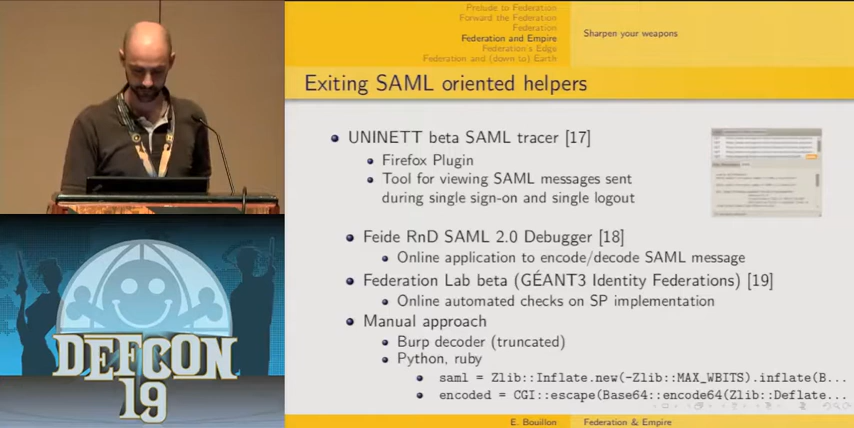 Prelude to Federation
Forward the Federation
Federation
Federation and Empire
Federation's Edge
Federation and (down to) Earth
Sharpen your weapons
Exiting SAML oriented helpers
UNINETT beta SAML tracer [17]
Firefox Plugin
Tool for viewing SAML messages sent
during single sign-on and single logout
Feide RnD SAML 2.0 Debugger [18]
Online application to encode/decode SAML message
Federation Lab beta (GÉANT3 Identity Federations) [19]
Online automated checks on SP implementation
Manual approach
Burp decoder (truncated)
Python, ruby
saml = Zlib::Inflate.new(-Zlib::MAX_WBITS).inflate(B...
encoded = CGI::escape(Base64::encode64(Zlib::Deflate...
E. Bouillon
Federation & Empire
DEFCON
19